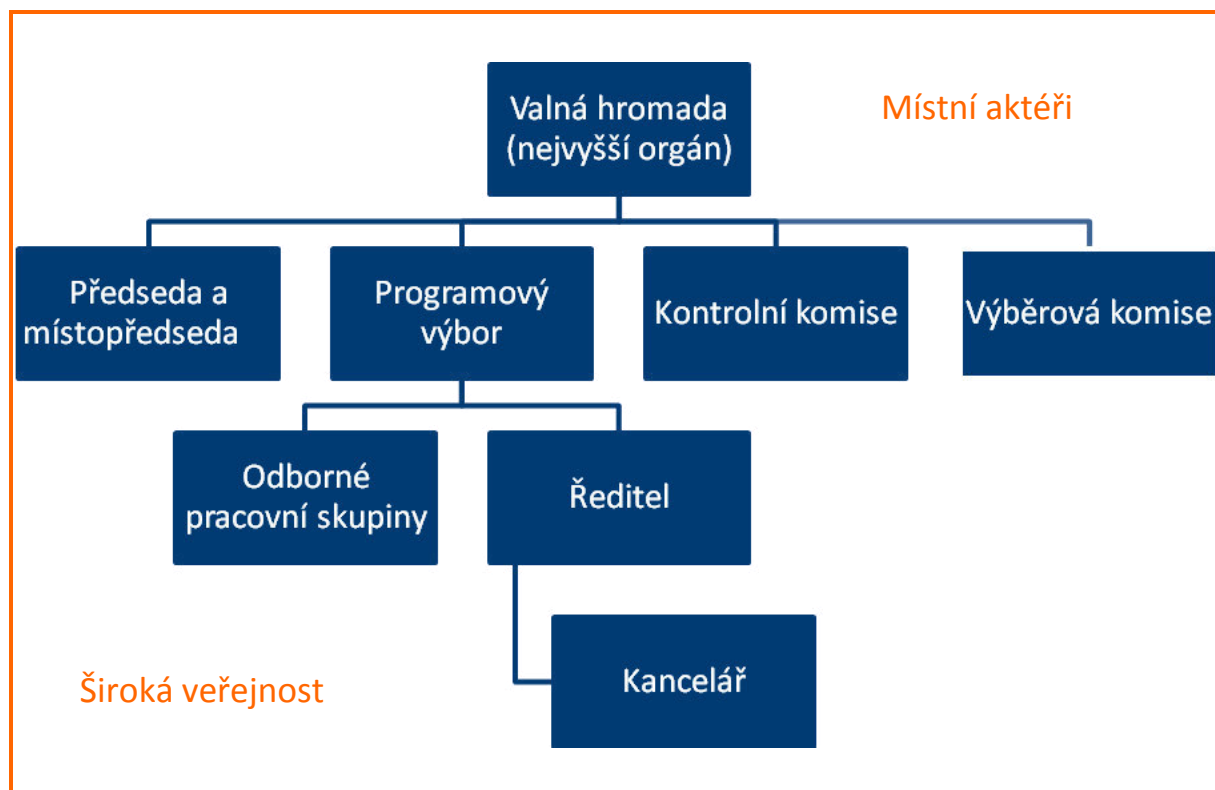 Valná hromada
(nejvyšší orgán)
Místní aktéři
Předseda a
místopředseda
Programový
výbor
Kontrolní komise
Výběrová komise
Odborné
pracovní skupiny
Ředitel
Kancelář
Široká veřejnost